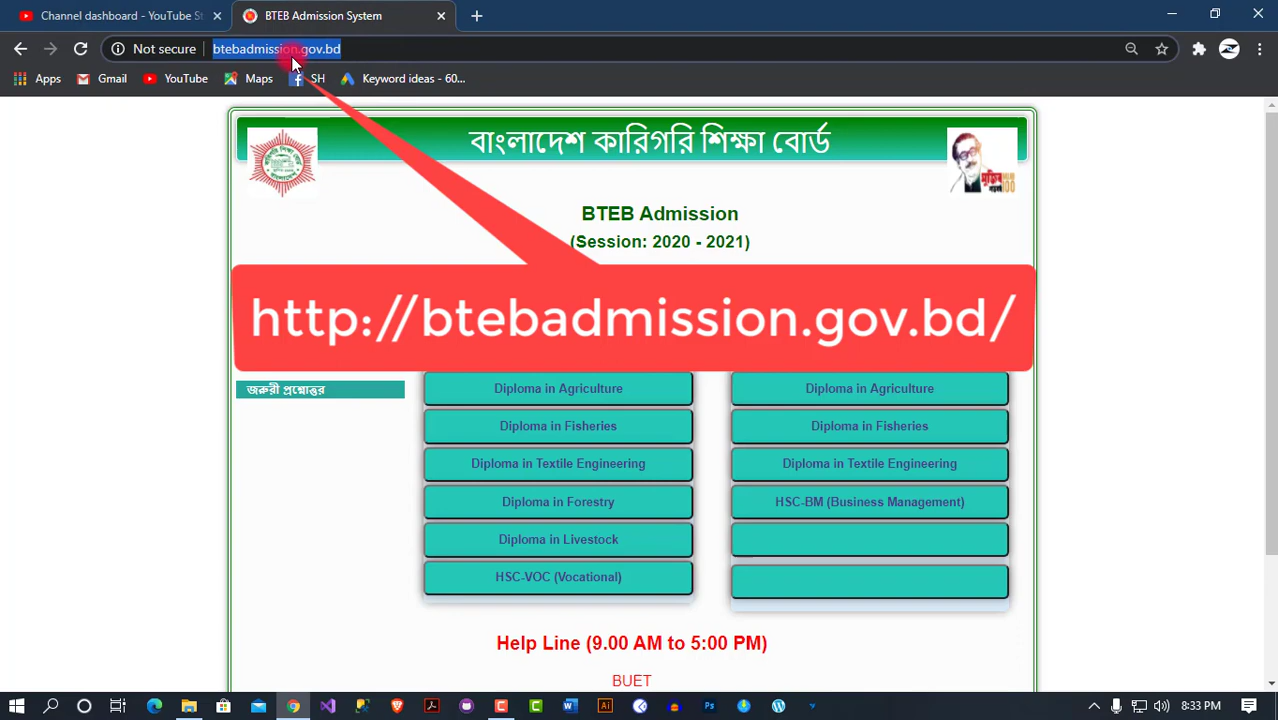 Channel dashboard - YouTube St
BTEB Admission System
Not secure
btebadmission.gov.bd
Apps
Gmail
YouTube
Maps
SH
Keyword ideas - 60...
বাংলাদেশ কারিগরি শিক্ষা বোর্ড
BTEB Admission
(Session: 2020 - 2021)
http://btebadmission.gov.bd/
জরুরী প্রশ্নোত্তর
Diploma in Agriculture
Diploma in Agriculture
Diploma in Fisheries
Diploma in Fisheries
Diploma in Textile Engineering
Diploma in Textile Engineering
Diploma in Forestry
HSC-BM (Business Management)
Diploma in Livestock
HSC-VOC (Vocational)
Help Line (9.00 AM to 5:00 PM)
BUET
8:33 PM